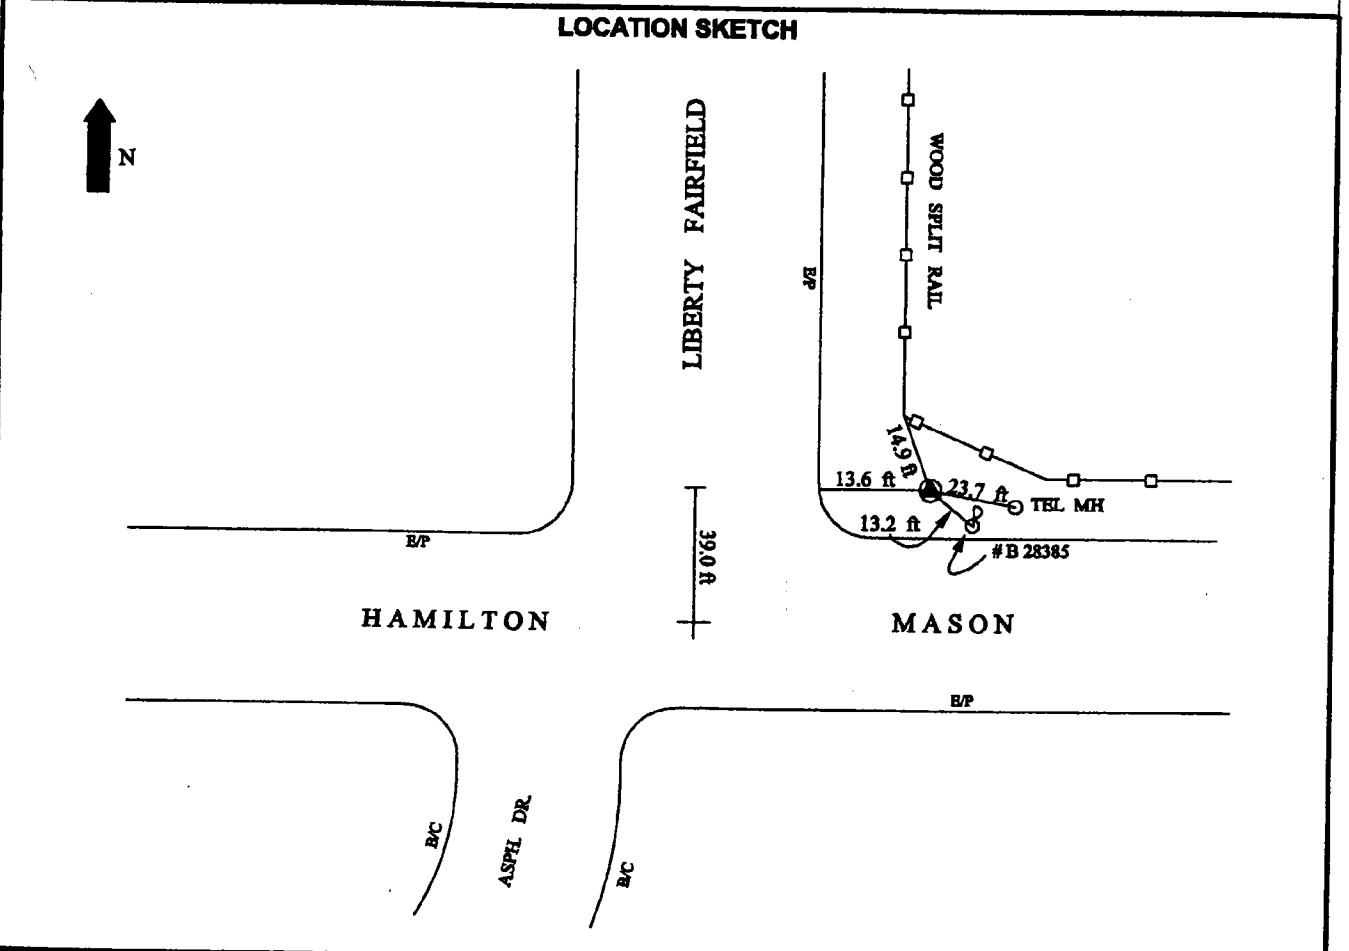 LOCATION SKETCH
N
LIBERTY FAIRFIELD
WOOD SPLIT RAIL
E/P
14.9 ft
13.6 ft
23.7 ft
TEL MH
13.2 ft
#B 28385
E/P
39.0 ft
HAMILTON
MASON
E/P
B/C
ASPH. DR.
B/C